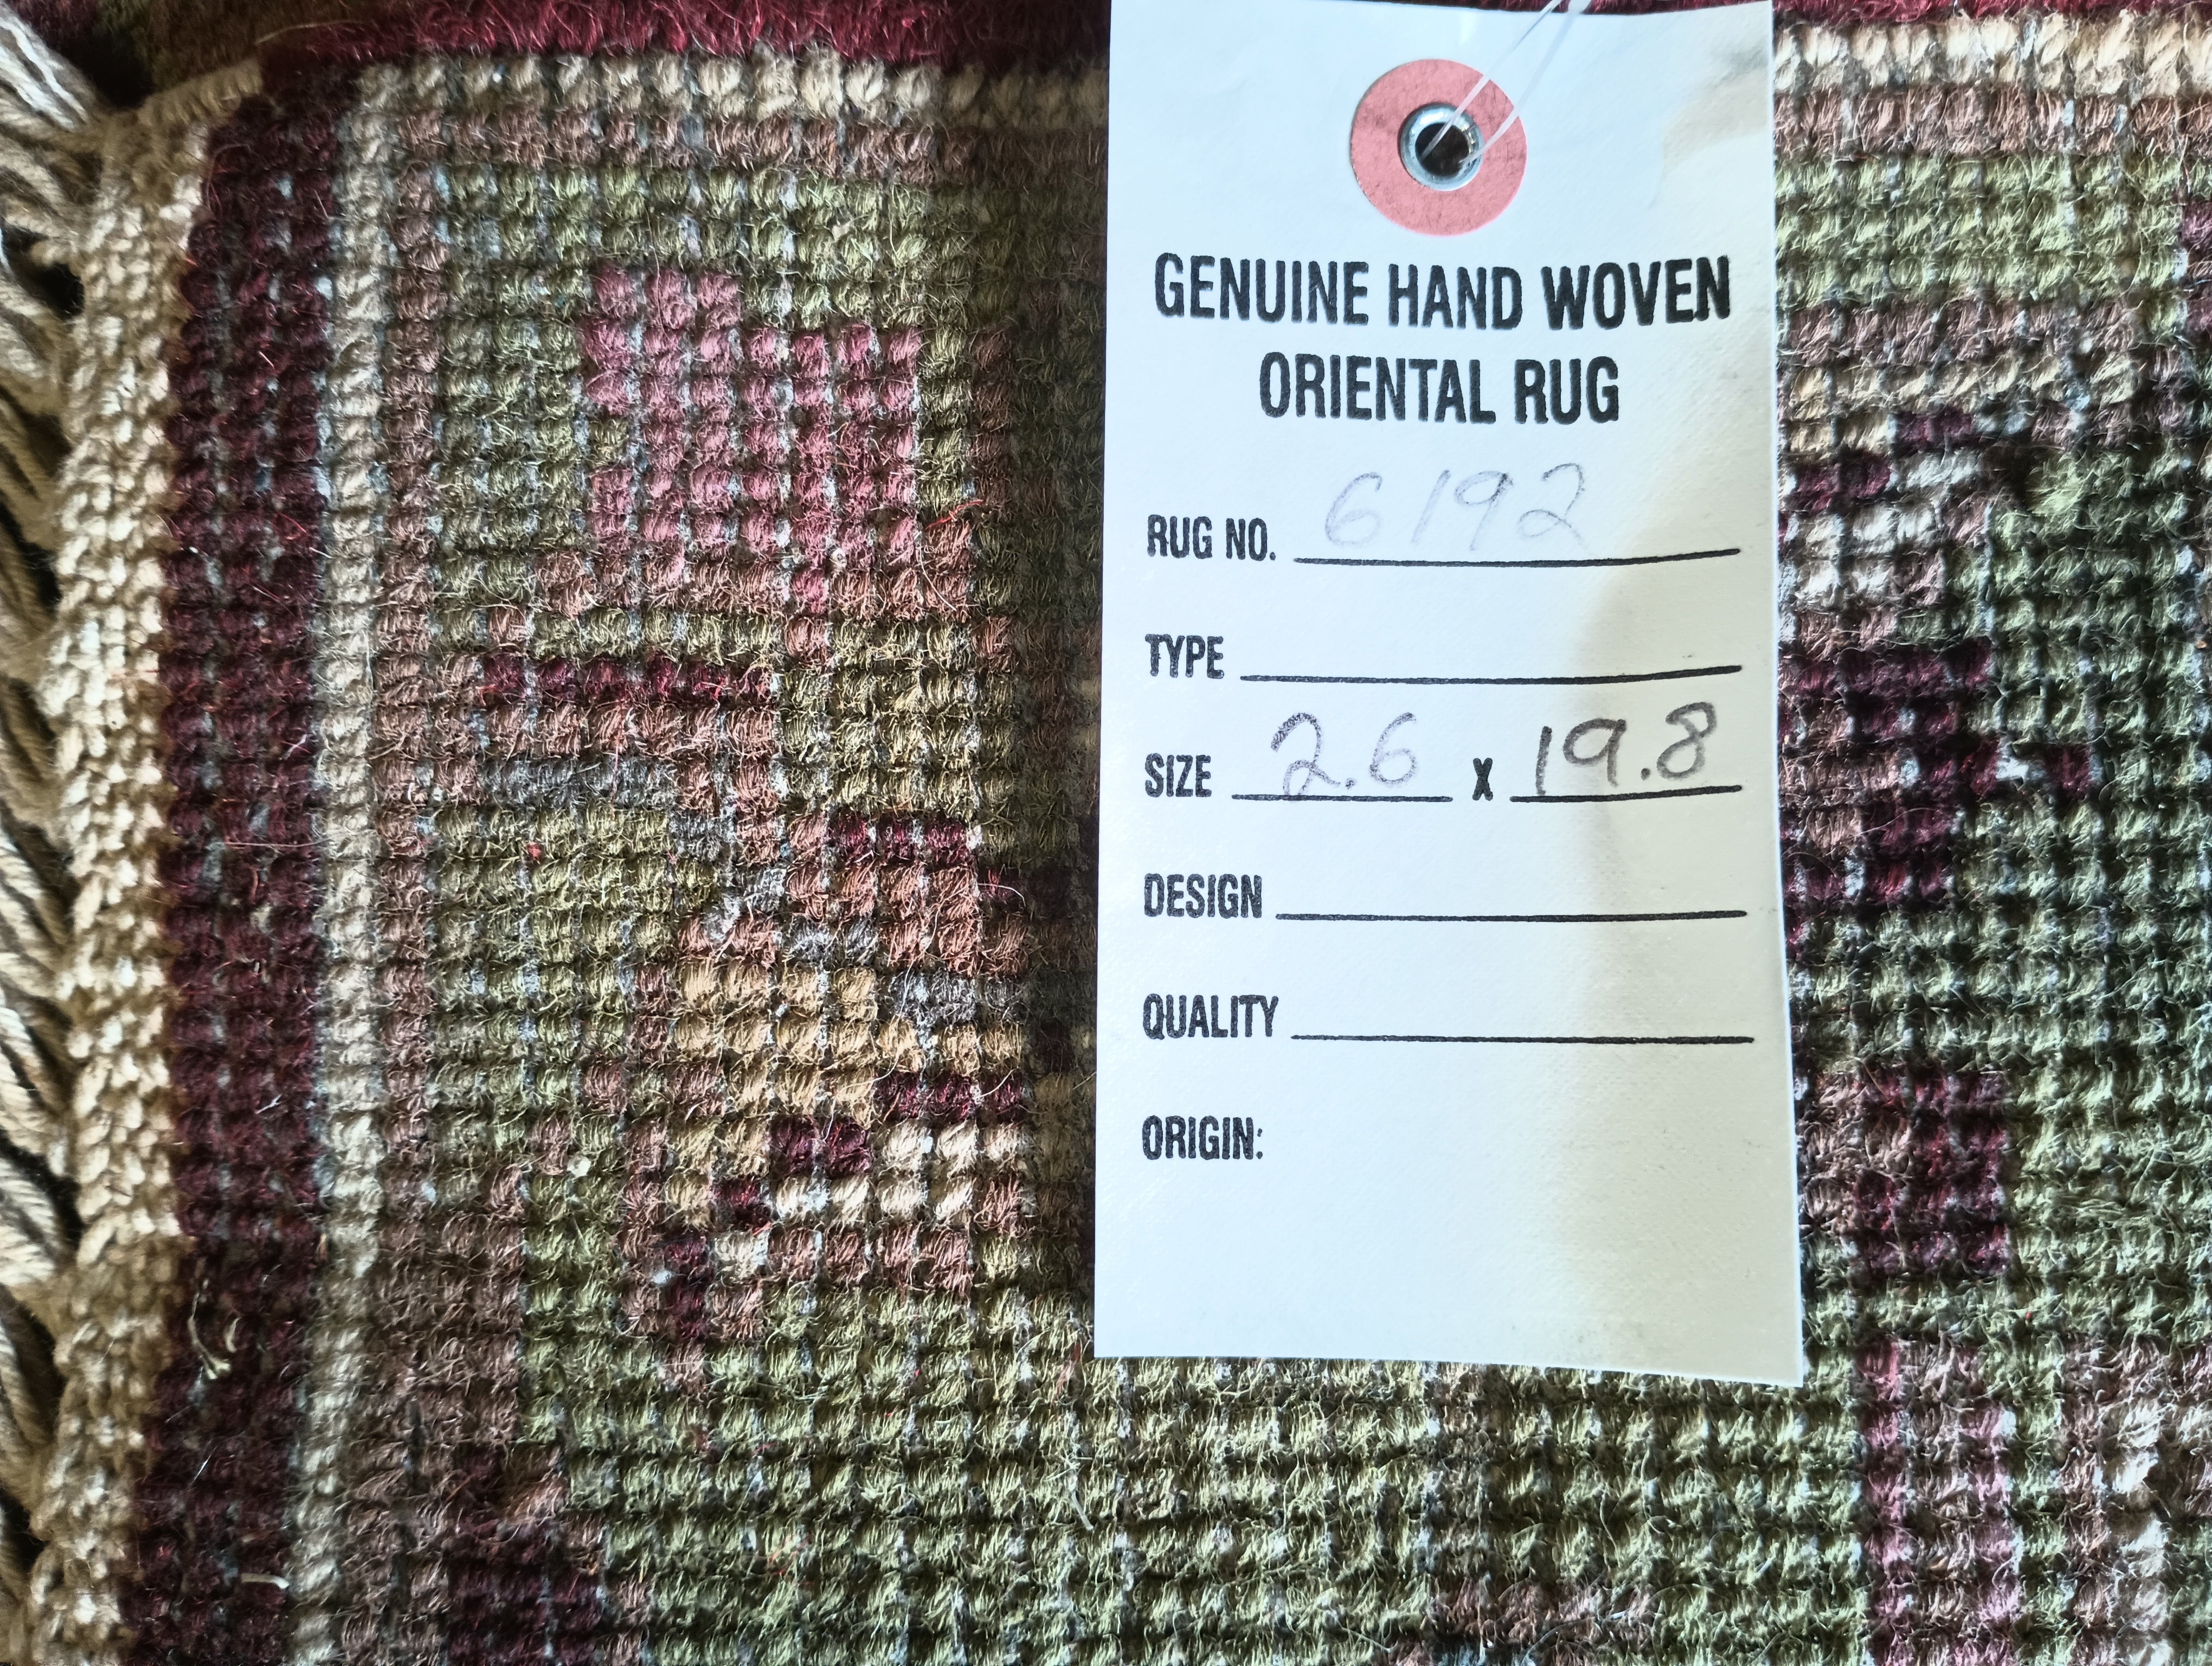 GENUINE HAND WOVEN
ORIENTAL RUG
RUG NO. 6192
TYPE
SIZE 2.6 X 19.8
DESIGN
QUALITY
ORIGIN: